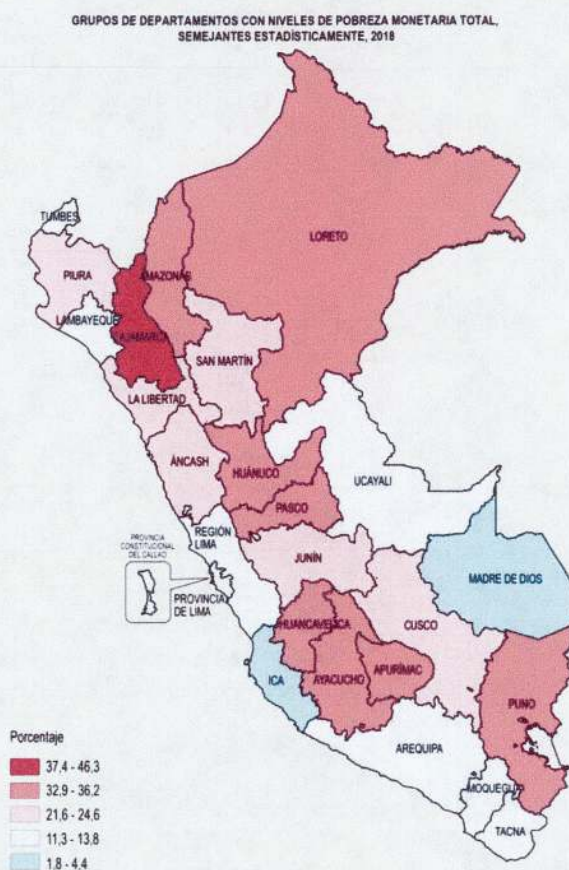 GRUPOS DE DEPARTAMENTOS CON NIVELES DE POBREZA MONETARIA TOTAL,
SEMEJANTES ESTADÍSTICAMENTE, 2018
TUMBES
LORETO
PIURA
AMAZONAS
LAMBAYEQUE
CAJAMARCA
SAN MARTÍN
LA LIBERTAD
ÁNCASH
HUÁNUCO
UCAYALI
PASCO
REGIÓN
LIMA
PROVINCIA
CONSTITUCIONAL
DEL CALLAO
JUNÍN
MADRE DE DIOS
PROVINCIA
DE LIMA
HUANCAVELICA
CUSCO
ICA
AYACUCHO
APURÍMAC
PUNO
AREQUIPA
MOQUEGUA
TACNA
Porcentaje
37,4 - 46,3
32,9 - 36,2
21,6 - 24,6
11,3 - 13,8
1,8 - 4,4